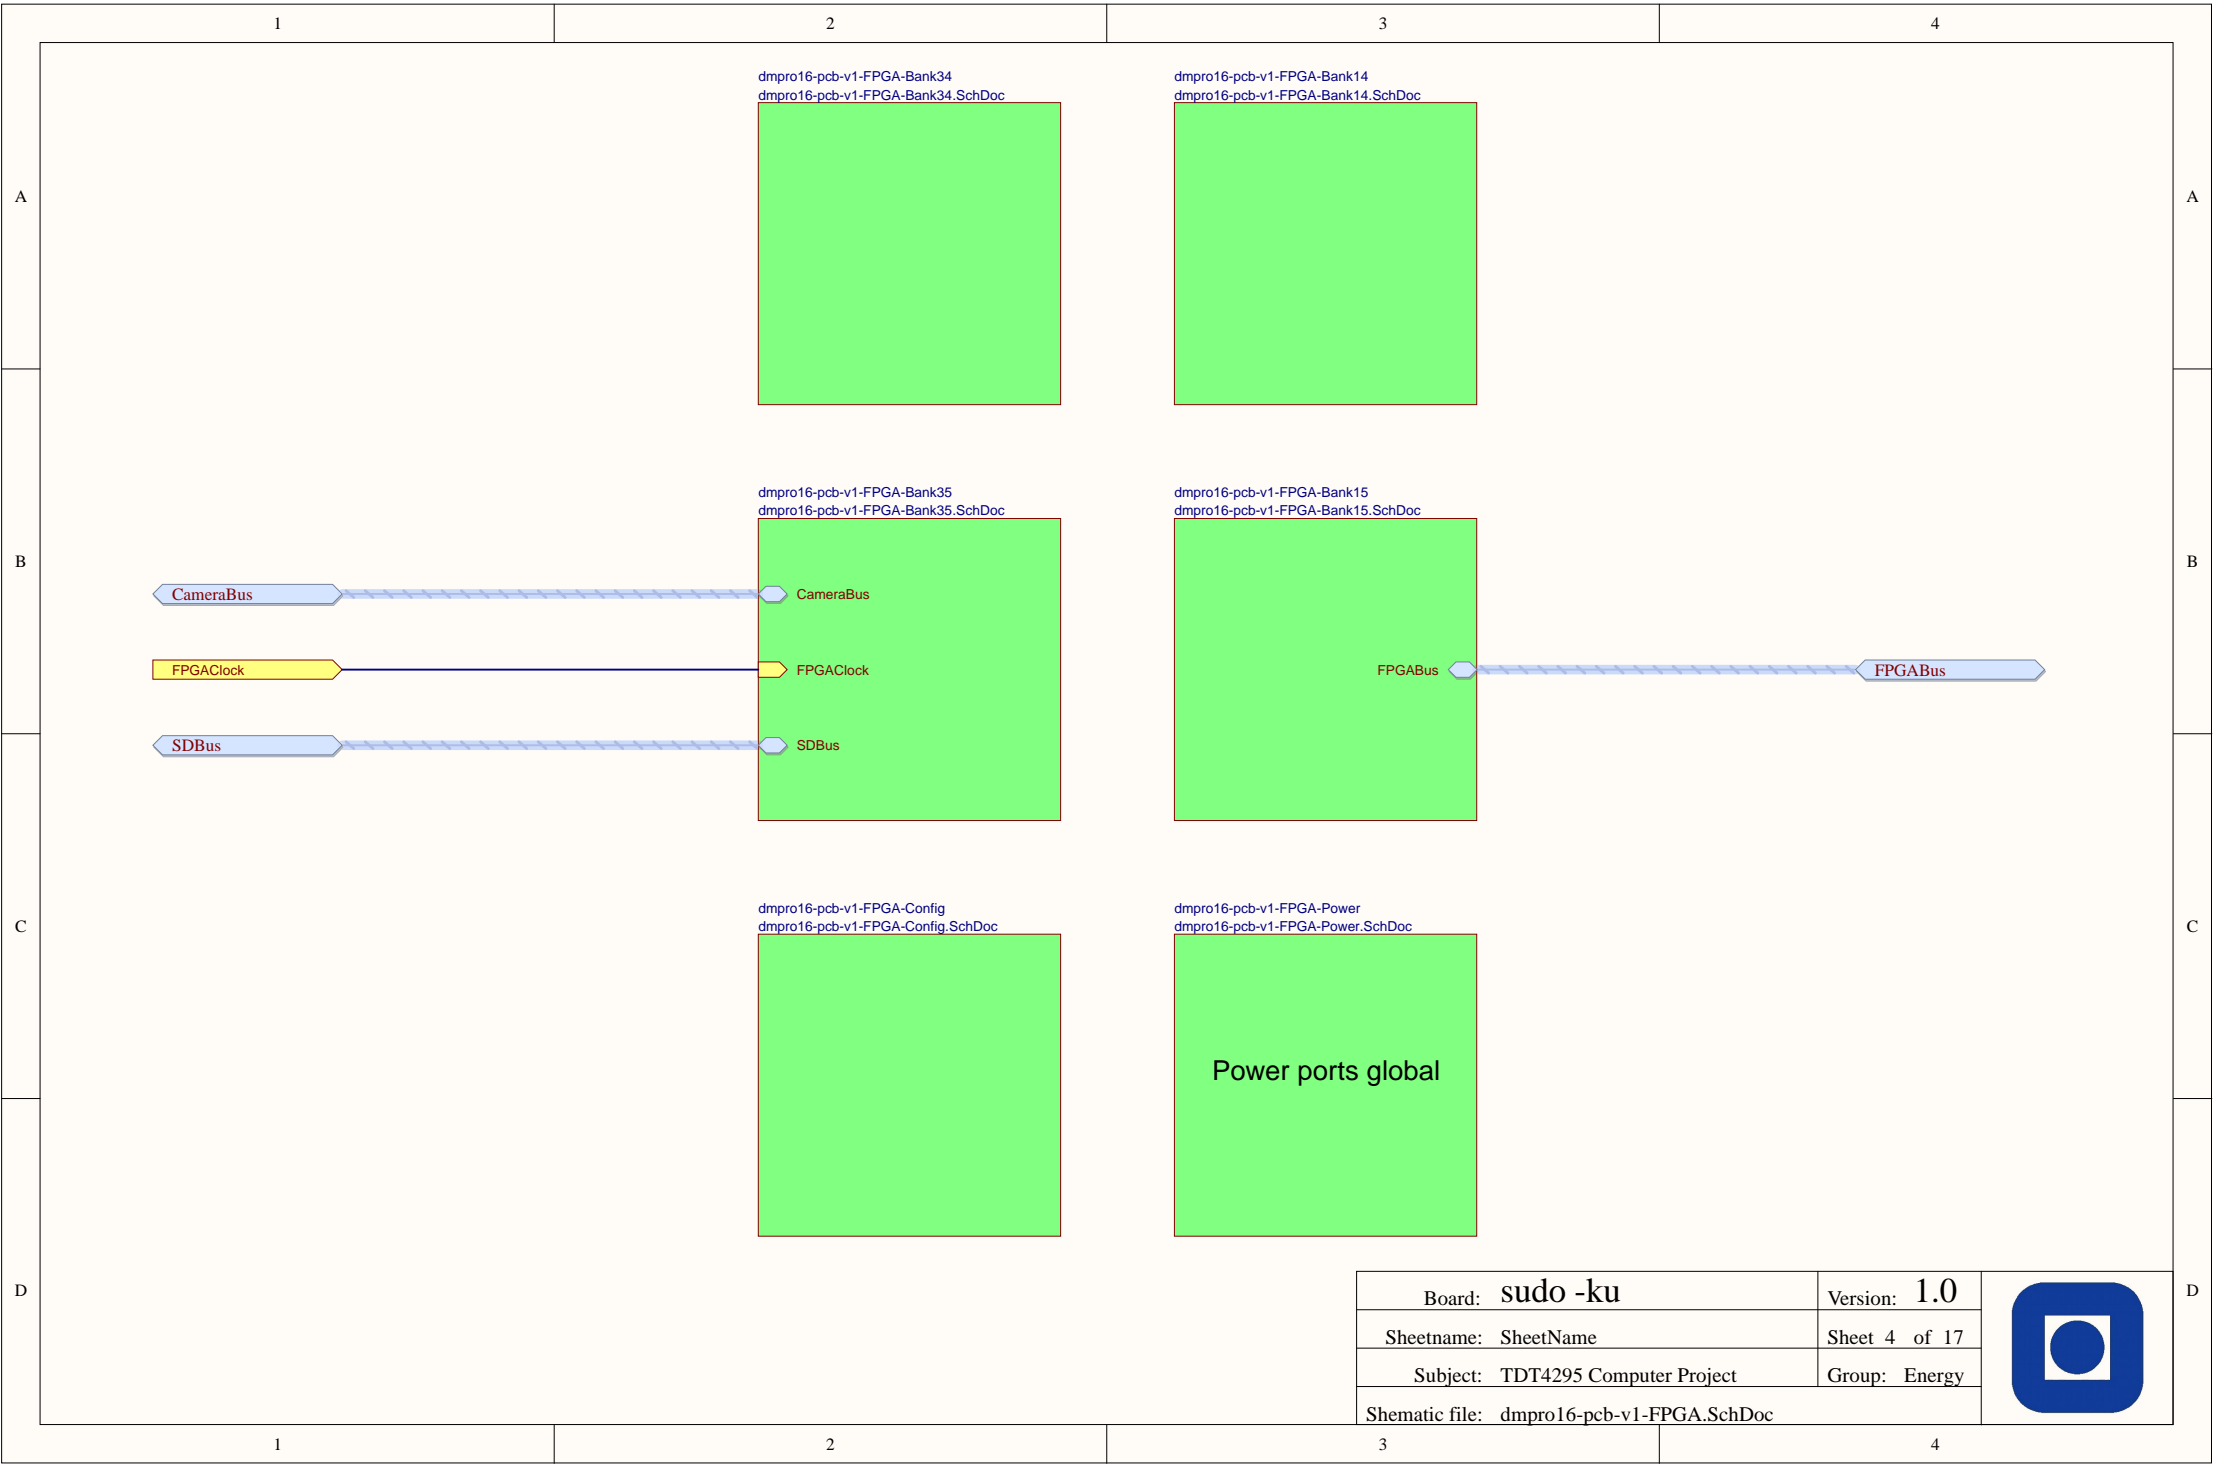 1 2 3 4
A A
dmpro16-pcb-v1-FPGA-Bank34
dmpro16-pcb-v1-FPGA-Bank34.SchDoc
dmpro16-pcb-v1-FPGA-Bank14
dmpro16-pcb-v1-FPGA-Bank14.SchDoc
B B
dmpro16-pcb-v1-FPGA-Bank35
dmpro16-pcb-v1-FPGA-Bank35.SchDoc
dmpro16-pcb-v1-FPGA-Bank15
dmpro16-pcb-v1-FPGA-Bank15.SchDoc
CameraBus CameraBus
FPGAClock FPGAClock
FPGABus FPGABus
SDBus SDBus
C C
dmpro16-pcb-v1-FPGA-Config
dmpro16-pcb-v1-FPGA-Config.SchDoc
dmpro16-pcb-v1-FPGA-Power
dmpro16-pcb-v1-FPGA-Power.SchDoc
Power ports global
D D
Board: sudo -ku Version: 1.0
Sheetname: SheetName Sheet 4 of 17
Subject: TDT4295 Computer Project Group: Energy
Shematic file: dmpro16-pcb-v1-FPGA.SchDoc
1 2 3 4